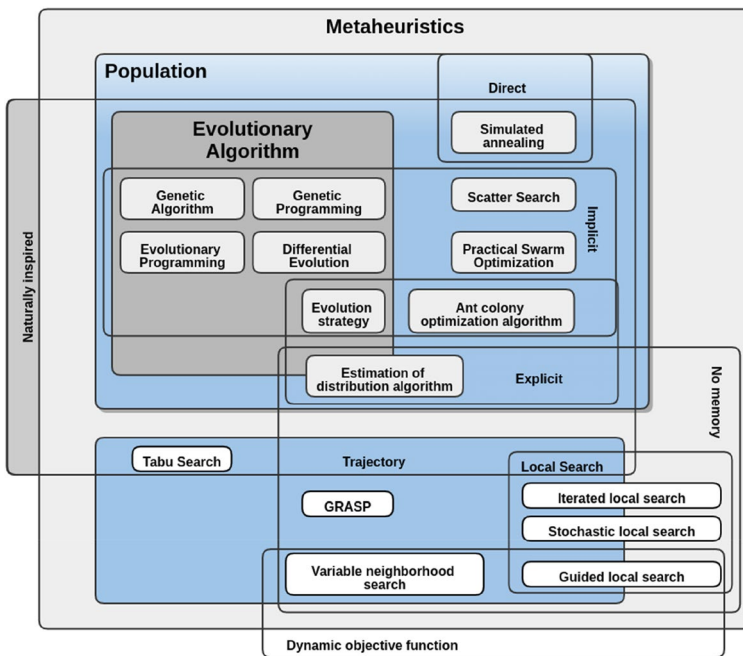 Metaheuristics
Population
Direct
Evolutionary
Algorithm
Simulated
annealing
Genetic
Algorithm
Genetic
Programming
Scatter Search
Implicit
Evolutionary
Programming
Differential
Evolution
Practical Swarm
Optimization
Naturally inspired
Evolution
strategy
Ant colony
optimization algorithm
Estimation of
distribution algorithm
Explicit
No memory
Tabu Search
Trajectory
Local Search
GRASP
Iterated local search
Stochastic local search
Variable neighborhood
search
Guided local search
Dynamic objective function